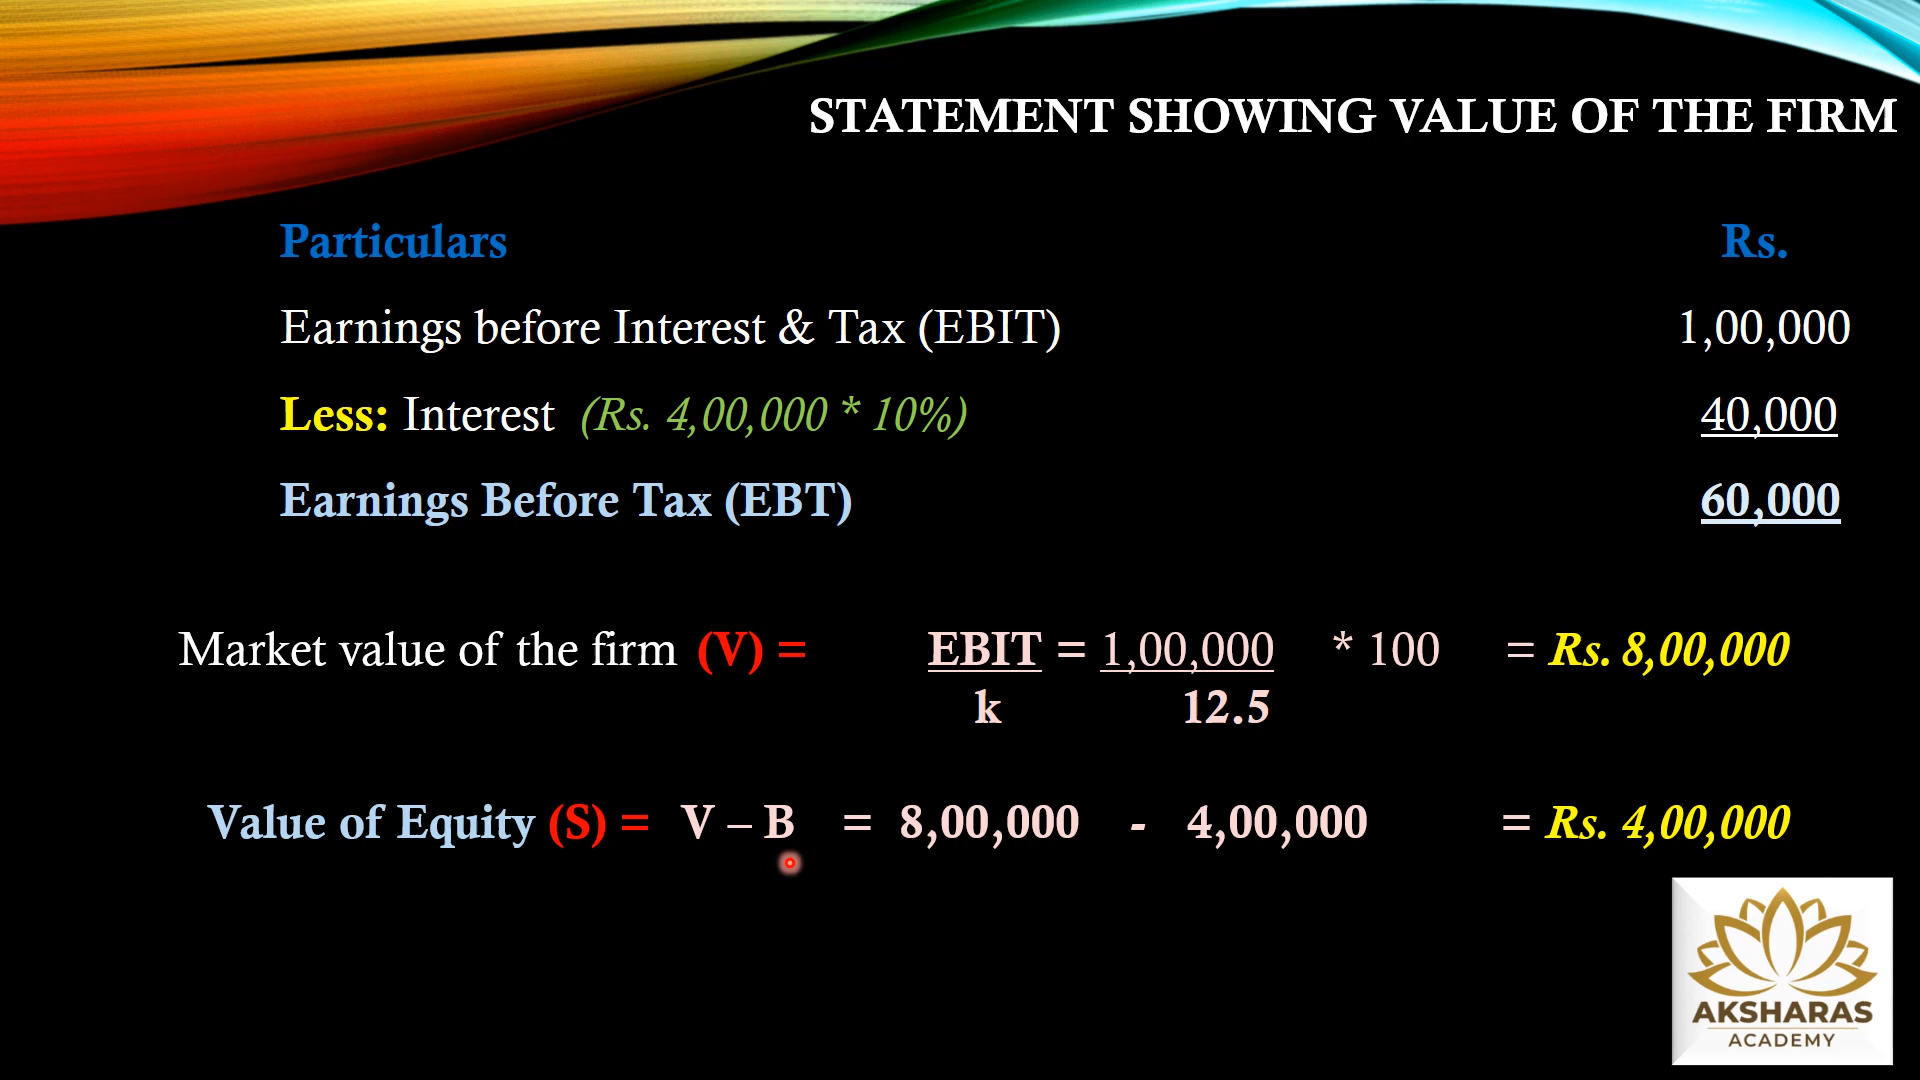 STATEMENT SHOWING VALUE OF THE FIRM
Particulars Rs.
Earnings before Interest & Tax (EBIT) 1,00,000
Less: Interest (Rs. 4,00,000 * 10%) 40,000
Earnings Before Tax (EBT) 60,000
Market value of the firm (V) = EBIT = 1,00,000 * 100 = Rs. 8,00,000
k 12.5
Value of Equity (S) = V – B = 8,00,000 - 4,00,000 = Rs. 4,00,000
AKSHARAS
ACADEMY